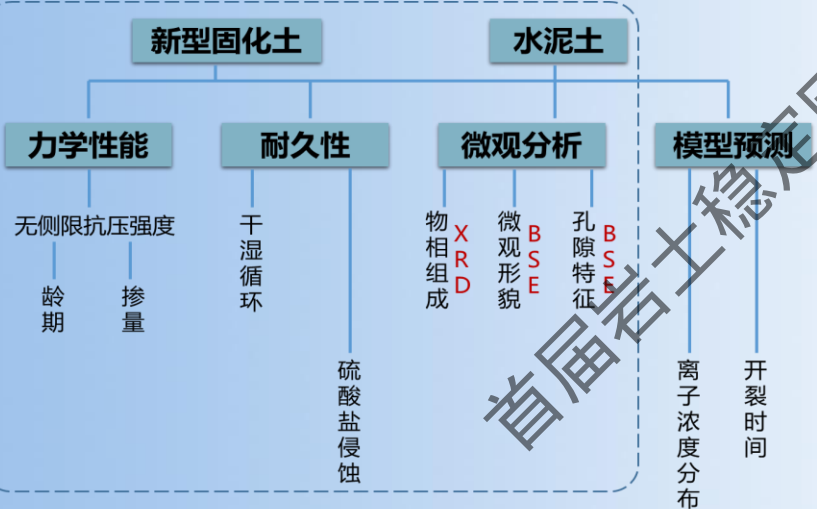 新型固化土
水泥土
力学性能
耐久性
微观分析
模型预测
无侧限抗压强度
龄期
掺量
干湿循环
硫酸盐侵蚀
物相组成
XRD
微观形貌
BSE
孔隙特征
BSE
离子浓度分布
开裂时间
首届岩土稳定